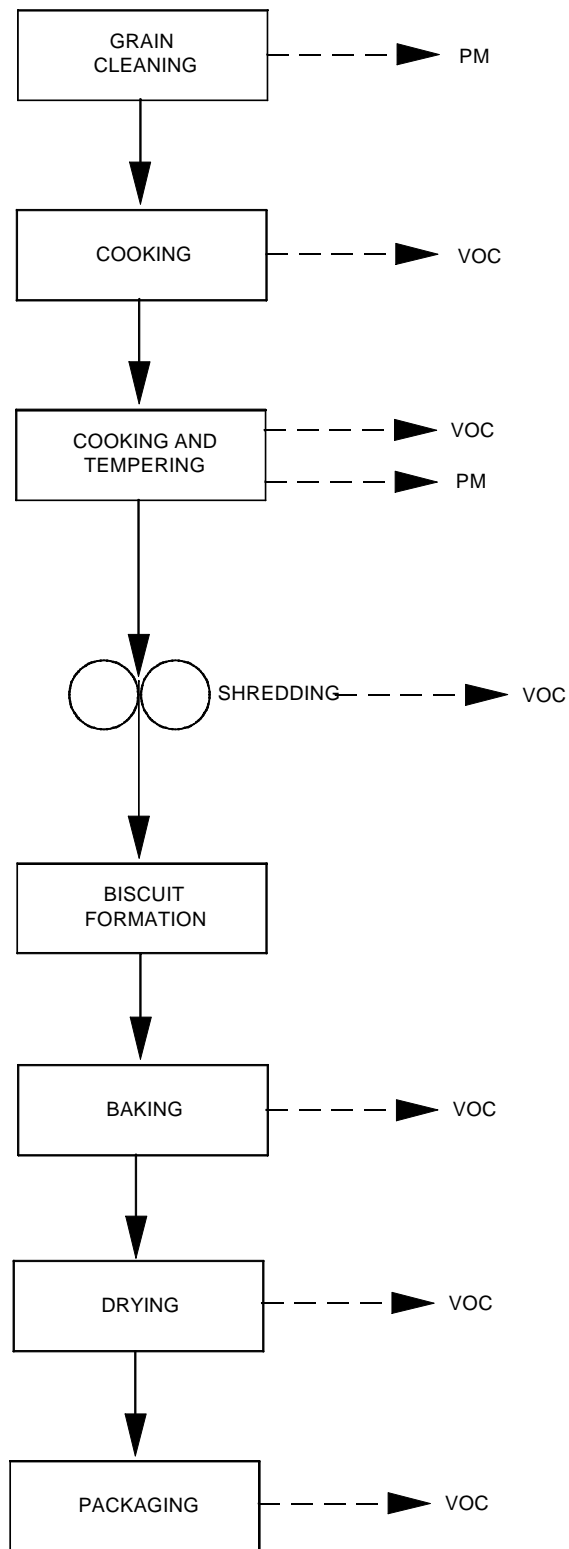 GRAIN
CLEANING
PM
COOKING
VOC
COOKING AND
TEMPERING
VOC
PM
SHREDDING
VOC
BISCUIT
FORMATION
BAKING
VOC
DRYING
VOC
PACKAGING
VOC